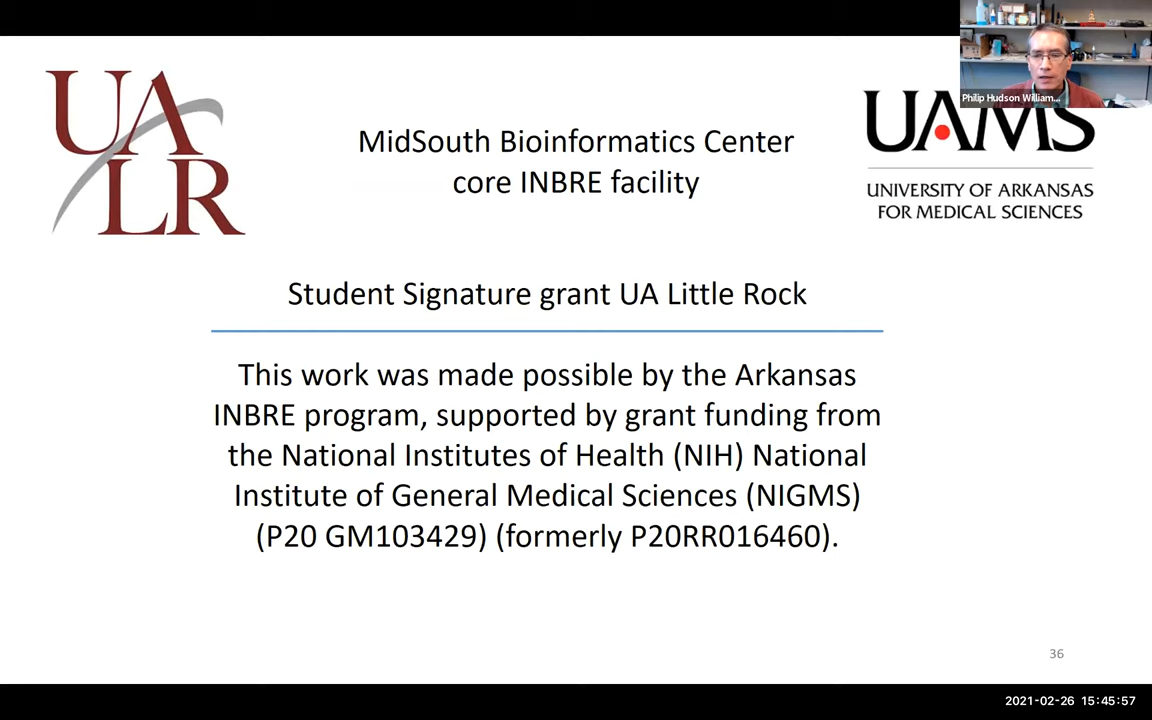 UA
LR
MidSouth Bioinformatics Center
core INBRE facility
Philip Hudson William...
UAMS
UNIVERSITY OF ARKANSAS
FOR MEDICAL SCIENCES
Student Signature grant UA Little Rock
This work was made possible by the Arkansas
INBRE program, supported by grant funding from
the National Institutes of Health (NIH) National
Institute of General Medical Sciences (NIGMS)
(P20 GM103429) (formerly P20RR016460).
36
2021-02-26 15:45:57